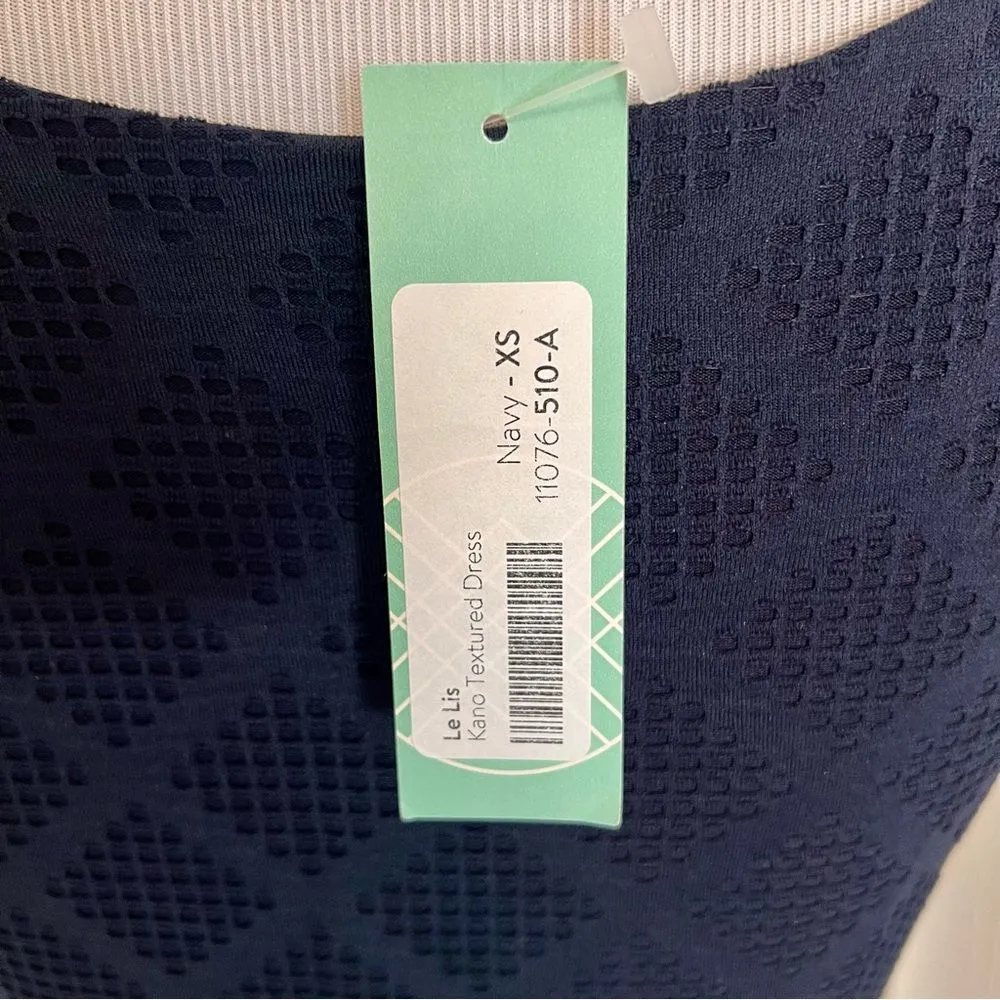 Le Lis
Kano Textured Dress
Navy - XS
11076-510-A